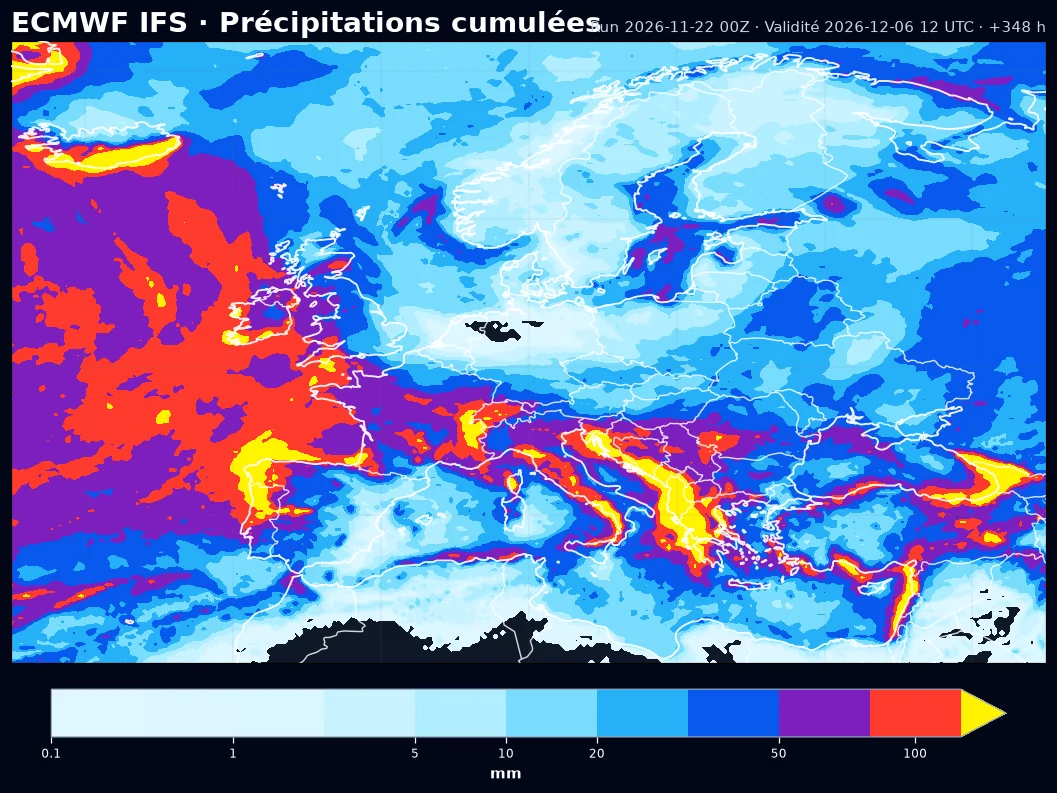 ECMWF IFS · Précipitations cumulées
Run 2026-11-22 00Z · Validité 2026-12-06 12 UTC · +348 h
0.1 1 5 10 20 50 100
mm